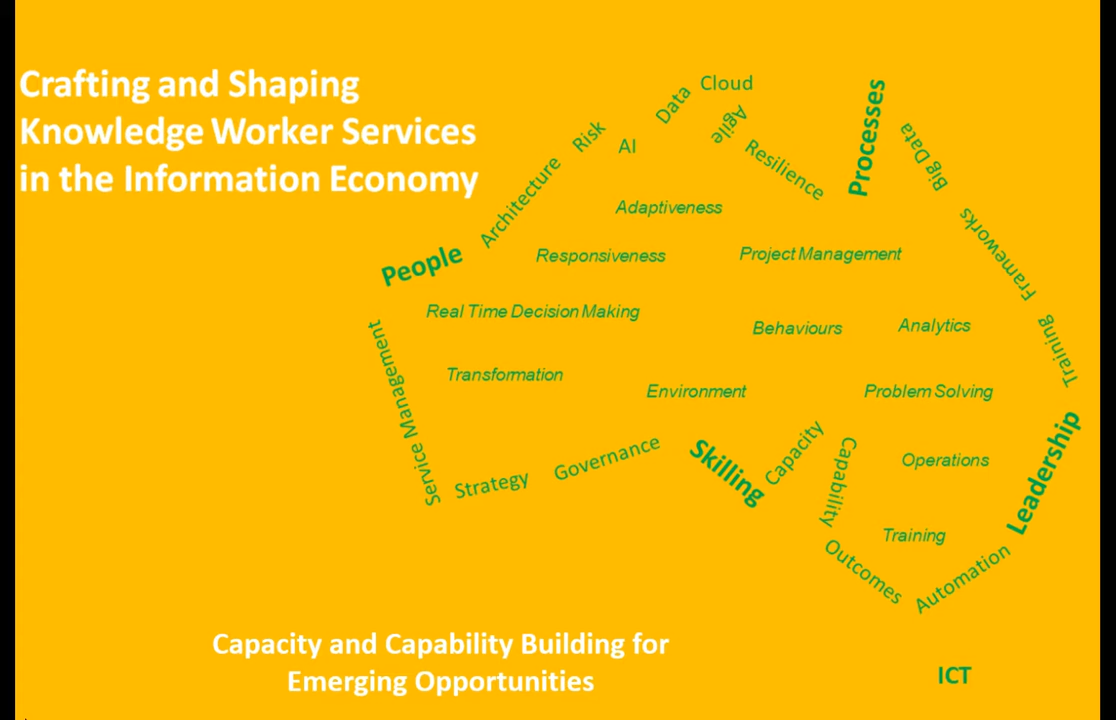 Crafting and Shaping
Knowledge Worker Services
in the Information Economy
Cloud
Data
Agile
Processes
Risk
AI
Resilience
Big Data
Architecture
Adaptiveness
Frameworks
People
Responsiveness
Project Management
Real Time Decision Making
Behaviours
Analytics
Training
Service Management
Transformation
Environment
Problem Solving
Leadership
Strategy
Governance
Skilling
Capacity
Capability
Operations
Training
Outcomes
Automation
Capacity and Capability Building for
Emerging Opportunities
ICT